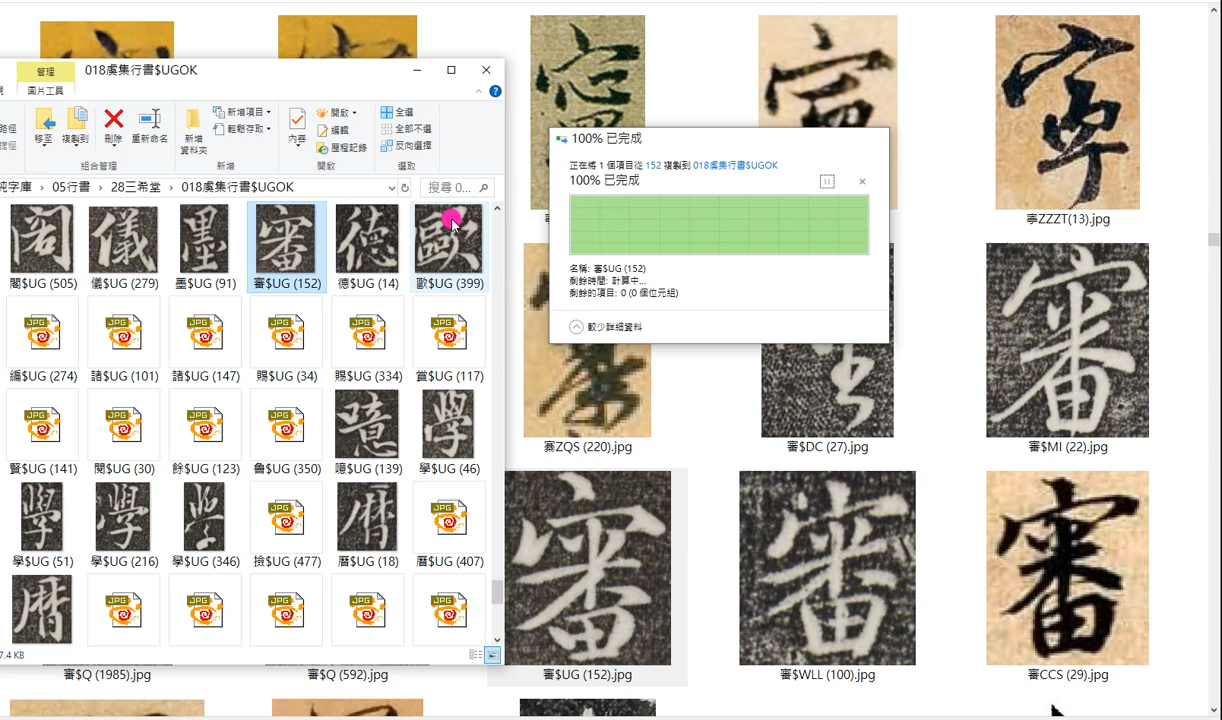 管理
018虞集行書$UGOK
圖片工具
移至
複製到
刪除
重新命名
新增
資料夾
新增項目
輕鬆存取
內容
開啟
編輯
歷程記錄
全選
全部不選
反向選擇
組合管理
新增
開啟
選取
05行書
28三希堂
018虞集行書$UGOK
搜尋 0...
閣$UG (505)
儀$UG (279)
墨$UG (91)
審$UG (152)
德$UG (14)
歐$UG (399)
編$UG (274)
諸$UG (101)
諸$UG (147)
賜$UG (34)
賜$UG (334)
賞$UG (117)
賢$UG (141)
閱$UG (30)
餘$UG (123)
魯$UG (350)
噫$UG (139)
學$UG (46)
學$UG (51)
學$UG (216)
學$UG (346)
撿$UG (477)
曆$UG (18)
曆$UG (407)
7.4 KB
100% 已完成
正在將 1 個項目從 152 複製到 018虞集行書$UGOK
100% 已完成
名稱: 審$UG (152)
剩餘時間: 計算中...
剩餘的項目: 0 (0 個位元組)
較少詳細資料
寧ZZZT(13).jpg
寨ZQS (220).jpg
審$DC (27).jpg
審$MI (22).jpg
審$Q (1985).jpg
審$Q (592).jpg
審$UG (152).jpg
審$WLL (100).jpg
審CCS (29).jpg